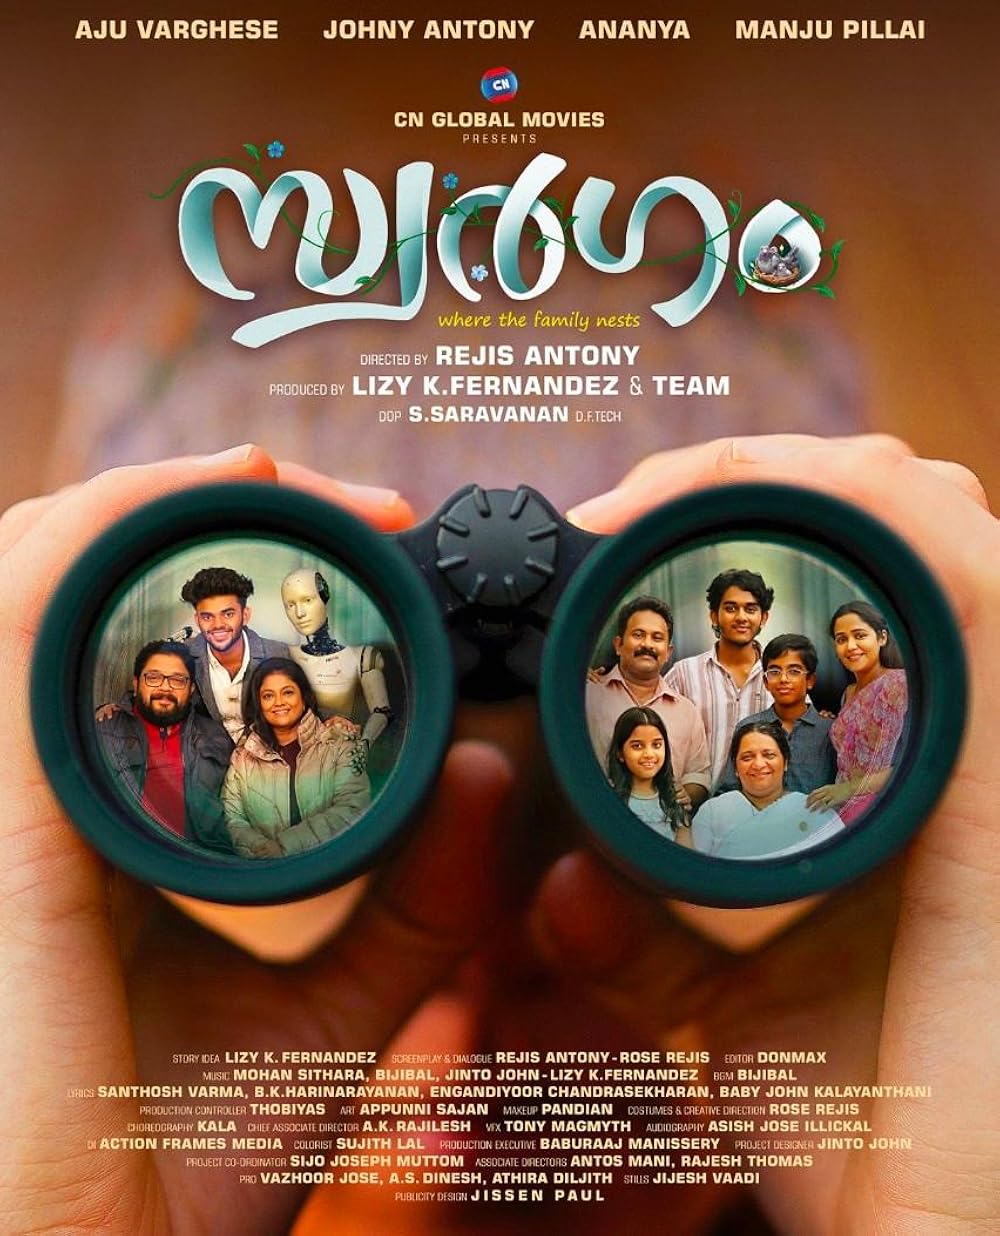 AJU VARGHESE JOHNY ANTONY ANANYA MANJU PILLAI
CN
CN GLOBAL MOVIES
PRESENTS
സ്വർഗം
where the family nests
DIRECTED BY REJIS ANTONY
PRODUCED BY LIZY K.FERNANDEZ & TEAM
DOP S.SARAVANAN D.F.TECH
STORY IDEA LIZY K. FERNANDEZ SCREENPLAY & DIALOGUE REJIS ANTONY-ROSE REJIS EDITOR DONMAX
MUSIC MOHAN SITHARA, BIJIBAL, JINTO JOHN-LIZY K.FERNANDEZ BGM BIJIBAL
LYRICS SANTHOSH VARMA, B.K.HARINARAYANAN, ENGANDIYOOR CHANDRASEKHARAN, BABY JOHN KALAYANTHANI
PRODUCTION CONTROLLER THOBIYAS ART APPUNNI SAJAN MAKEUP PANDIAN COSTUMES & CREATIVE DIRECTION ROSE REJIS
CHOREOGRAPHY KALA CHIEF ASSOCIATE DIRECTOR A.K.RAJILESH VFX TONY MAGMYTH AUDIOGRAPHY ASISH JOSE ILLICKAL
DI ACTION FRAMES MEDIA COLORIST SUJITH LAL PRODUCTION EXECUTIVE BABURAAJ MANISSERY PROJECT DESIGNER JINTO JOHN
PROJECT CO-ORDINATOR SIJO JOSEPH MUTTOM ASSOCIATE DIRECTORS ANTOS MANI, RAJESH THOMAS
PRO VAZHOOR JOSE, A.S.DINESH, ATHIRA DILJITH STILLS JIJESH VAADI
PUBLICITY DESIGN JISSEN PAUL